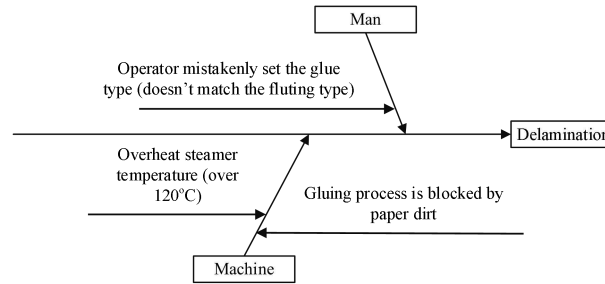 Man
Operator mistakenly set the glue
type (doesn't match the fluting type)
Delamination
Overheat steamer
temperature (over
120°C)
Gluing process is blocked by
paper dirt
Machine